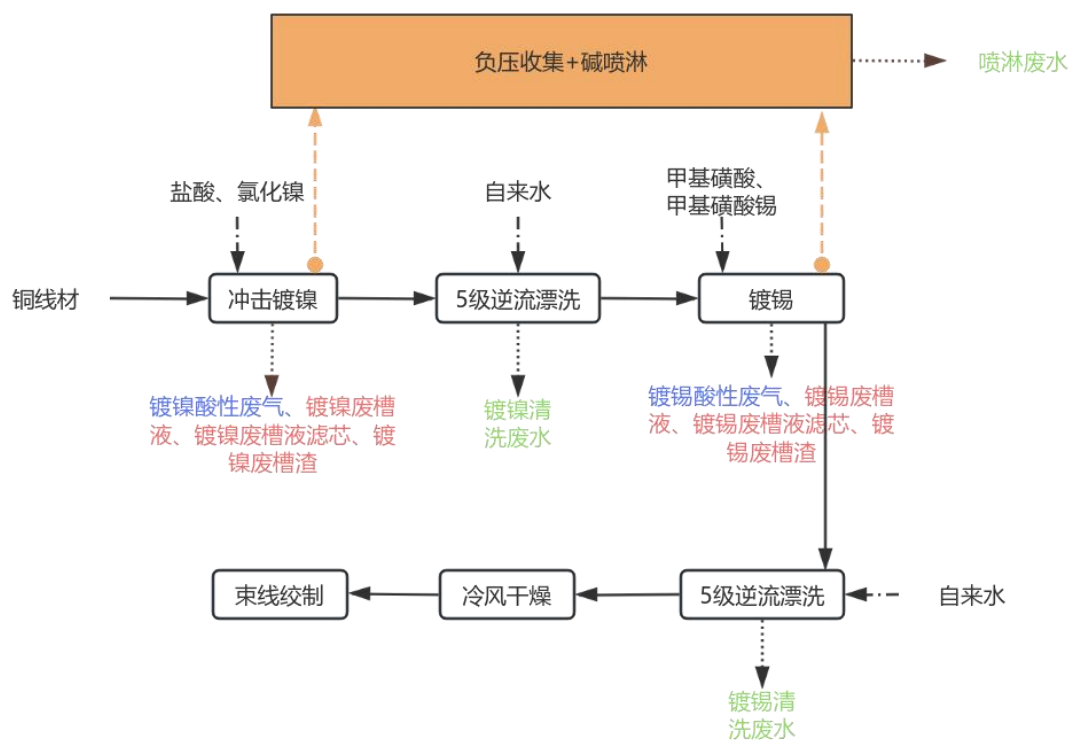 负压收集+碱喷淋
喷淋废水
盐酸、氯化镍
自来水
甲基磺酸、
甲基磺酸锡
铜线材
冲击镀镍
5级逆流漂洗
镀锡
镀镍酸性废气、镀镍废槽
液、镀镍废槽液滤芯、镀
镍废槽渣
镀镍清
洗废水
镀锡酸性废气、镀锡废槽
液、镀锡废槽液滤芯、镀
锡废槽渣
束线绞制
冷风干燥
5级逆流漂洗
自来水
镀锡清
洗废水